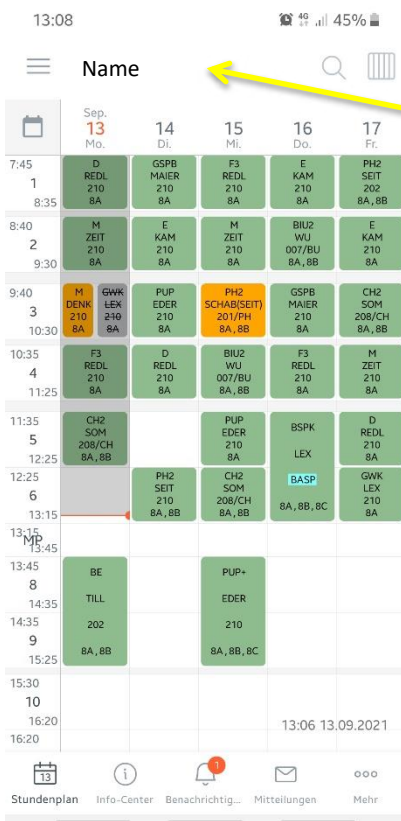 13:08 4G 45%
Name
Sep.
13 14 15 16 17
Mo. Di. Mi. Do. Fr.
7:45
1
8:35
D
REDL
210
8A
GSPB
MAIER
210
8A
F3
REDL
210
8A
E
KAM
210
8A
PH2
SEIT
202
8A, 8B
8:40
2
9:30
M
ZEIT
210
8A
E
KAM
210
8A
M
ZEIT
210
8A
BIU2
WU
007/BU
8A, 8B
E
KAM
210
8A
9:40
3
10:30
M
DENK
210
8A
GWK
LEX
210
8A
PUP
EDER
210
8A
PH2
SCHAB(SEIT)
201/PH
8A, 8B
GSPB
MAIER
210
8A
CH2
SOM
208/CH
8A, 8B
10:35
4
11:25
F3
REDL
210
8A
D
REDL
210
8A
BIU2
WU
007/BU
8A, 8B
F3
REDL
210
8A
M
ZEIT
210
8A
11:35
5
12:25
CH2
SOM
208/CH
8A, 8B
PUP
EDER
210
8A
BSPK
LEX
BASP
8A, 8B, 8C
D
REDL
210
8A
12:25
6
13:15
PH2
SEIT
210
8A, 8B
CH2
SOM
208/CH
8A, 8B
GWK
LEX
210
8A
13:15
MP
13:45
13:45
8
14:35
14:35
9
15:25
BE
TILL
202
8A, 8B
PUP+
EDER
210
8A, 8B, 8C
15:30
10
16:20
16:20
13:06 13.09.2021
13
1
Stundenplan Info-Center Benachrichtig... Mitteilungen Mehr